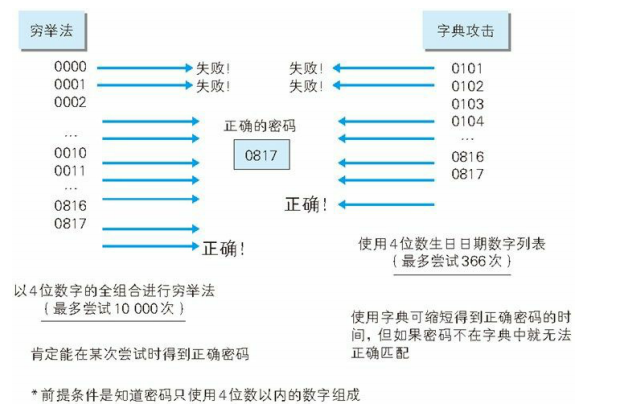 穷举法
0000
失败!
0001
失败!
0002
...
0010
0011
...
0816
0817
正确!
以4位数字的全组合进行穷举法
(最多尝试10 000次)
肯定能在某次尝试时得到正确密码
正确的密码
0817
字典攻击
失败!
0101
失败!
0102
0103
0104
...
0816
0817
正确!
使用4位数生日日期数字列表
(最多尝试366次)
使用字典可缩短得到正确密码的时
间,但如果密码不在字典中就无法
正确匹配
*前提条件是知道密码只使用4位数以内的数字组成